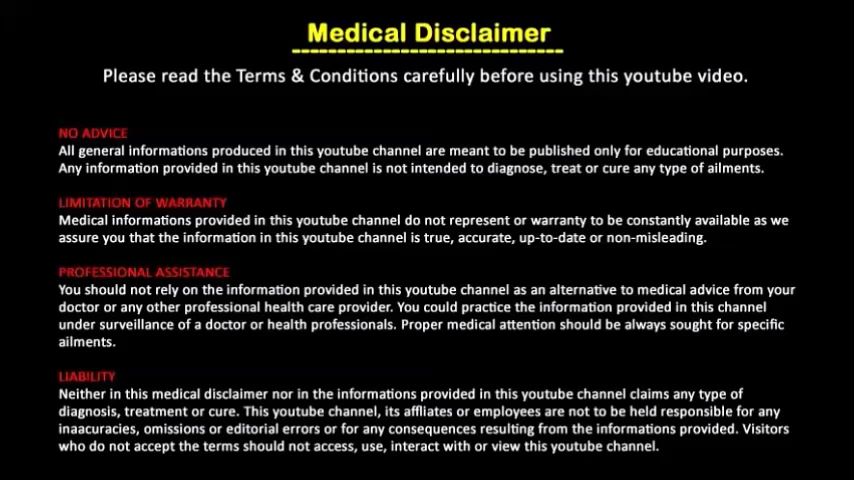 Medical Disclaimer
Please read the Terms & Conditions carefully before using this youtube video.
NO ADVICE
All general informations produced in this youtube channel are meant to be published only for educational purposes.
Any information provided in this youtube channel is not intended to diagnose, treat or cure any type of ailments.
LIMITATION OF WARRANTY
Medical informations provided in this youtube channel do not represent or warranty to be constantly available as we
assure you that the information in this youtube channel is true, accurate, up-to-date or non-misleading.
PROFESSIONAL ASSISTANCE
You should not rely on the information provided in this youtube channel as an alternative to medical advice from your
doctor or any other professional health care provider. You could practice the information provided in this channel
under surveillance of a doctor or health professionals. Proper medical attention should be always sought for specific
ailments.
LIABILITY
Neither in this medical disclaimer nor in the informations provided in this youtube channel claims any type of
diagnosis, treatment or cure. This youtube channel, its affliates or employees are not to be held responsible for any
inaacuracies, omissions or editorial errors or for any consequences resulting from the informations provided. Visitors
who do not accept the terms should not access, use, interact with or view this youtube channel.